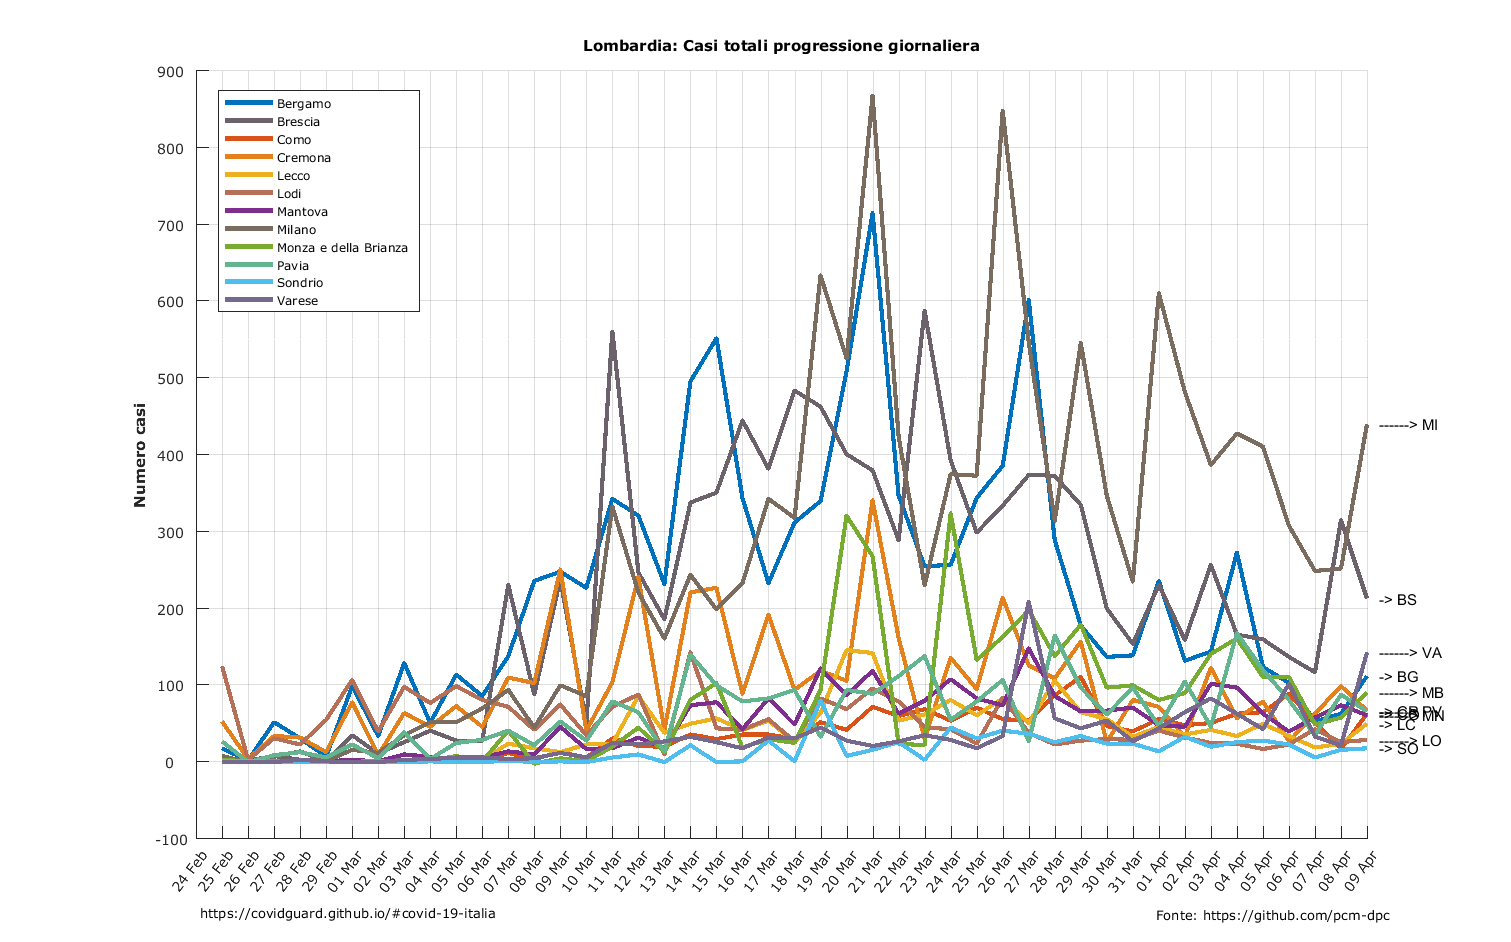 Lombardia: Casi totali progressione giornaliera
Numero casi
900
800
700
600
500
400
300
200
100
0
-100
Bergamo
Brescia
Como
Cremona
Lecco
Lodi
Mantova
Milano
Monza e della Brianza
Pavia
Sondrio
Varese
------> MI
-> BS
------> VA
-> BG
------> MB
-> LC
------> LO
-> SO
24 Feb
25 Feb
26 Feb
27 Feb
28 Feb
29 Feb
01 Mar
02 Mar
03 Mar
04 Mar
05 Mar
06 Mar
07 Mar
08 Mar
09 Mar
10 Mar
11 Mar
12 Mar
13 Mar
14 Mar
15 Mar
16 Mar
17 Mar
18 Mar
19 Mar
20 Mar
21 Mar
22 Mar
23 Mar
24 Mar
25 Mar
26 Mar
27 Mar
28 Mar
29 Mar
30 Mar
31 Mar
01 Apr
02 Apr
03 Apr
04 Apr
05 Apr
06 Apr
07 Apr
08 Apr
09 Apr
https://covidguard.github.io/#covid-19-italia
Fonte: https://github.com/pcm-dpc